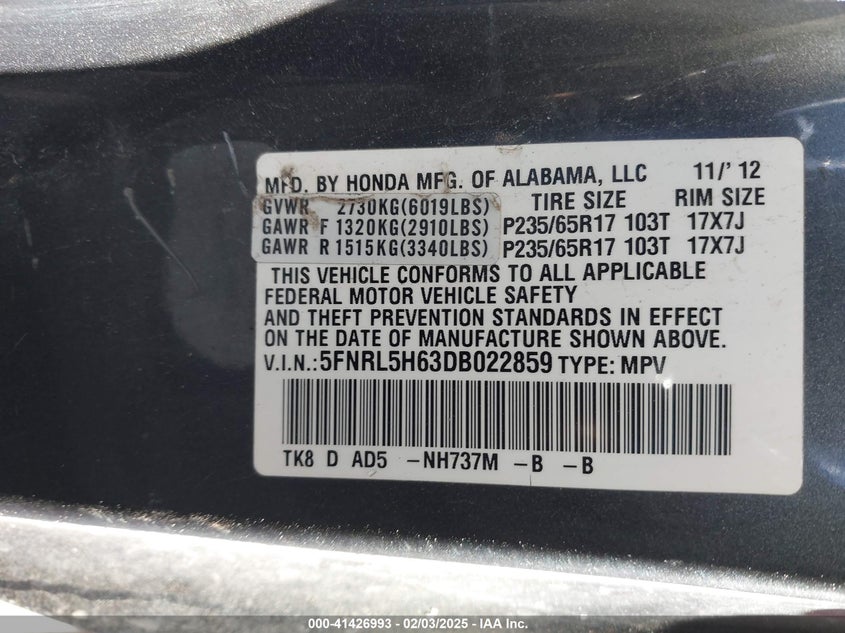 MFD. BY HONDA MFG. OF ALABAMA, LLC 11/' 12
GVWR 2730KG(6019LBS) TIRE SIZE RIM SIZE
GAWR F 1320KG(2910LBS) P235/65R17 103T 17X7J
GAWR R 1515KG(3340LBS) P235/65R17 103T 17X7J
THIS VEHICLE CONFORMS TO ALL APPLICABLE
FEDERAL MOTOR VEHICLE SAFETY
AND THEFT PREVENTION STANDARDS IN EFFECT
ON THE DATE OF MANUFACTURE SHOWN ABOVE.
V.I.N.:5FNRL5H63DB022859 TYPE: MPV
TK8 D AD5 -NH737M -B -B
000-41426993 - 02/03/2025 - IAA Inc.